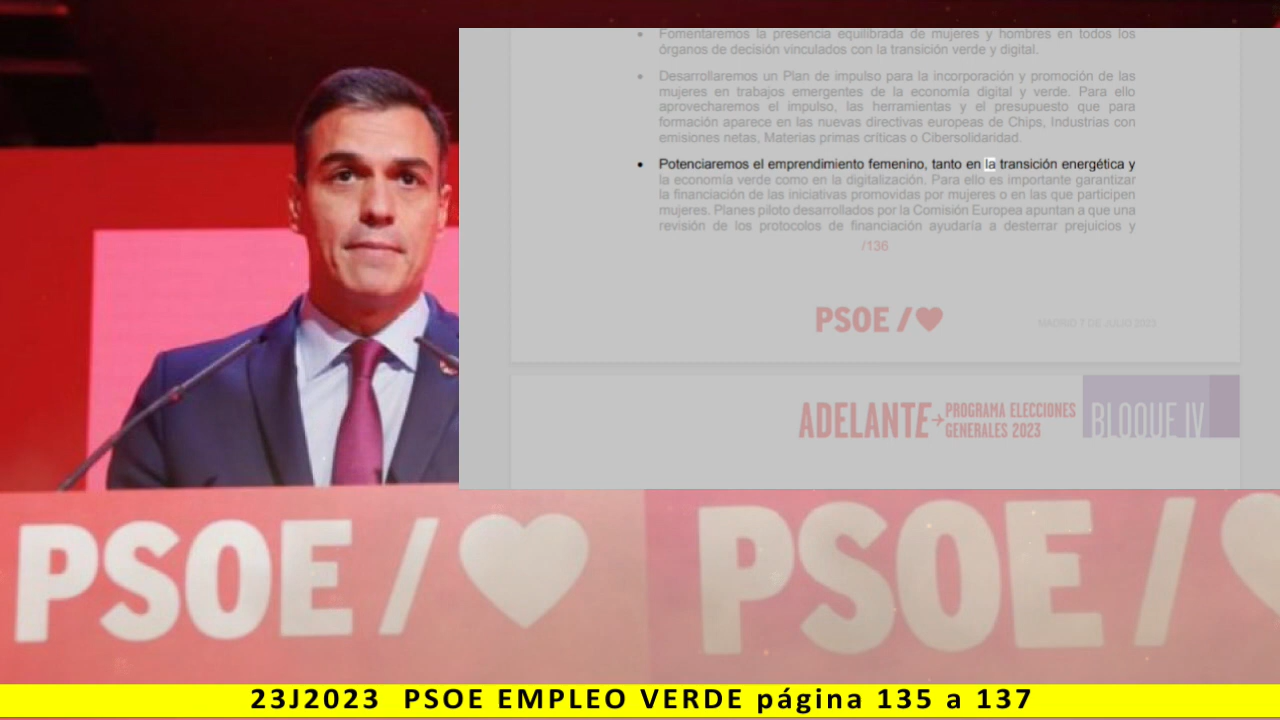 Fomentaremos la presencia equilibrada de mujeres y hombres en todos los
órganos de decisión vinculados con la transición verde y digital.
Desarrollaremos un Plan de impulso para la incorporación y promoción de las
mujeres en trabajos emergentes de la economía digital y verde. Para ello
aprovecharemos el impulso, las herramientas y el presupuesto que para
formación aparece en las nuevas directivas europeas de Chips, Industrias con
emisiones netas, Materias primas críticas o Cibersolidaridad.
Potenciaremos el emprendimiento femenino, tanto en la transición energética y
la economía verde como en la digitalización. Para ello es importante garantizar
la financiación de las iniciativas promovidas por mujeres o en las que participen
mujeres. Planes piloto desarrollados por la Comisión Europea apuntan a que una
revisión de los protocolos de financiación ayudaría a desterrar prejuicios y
/136
PSOE /
MADRID 7 DE JULIO 2023
ADELANTE PROGRAMA ELECCIONES
GENERALES 2023
BLOQUE IV
PSOE /
PSOE /
23J2023 PSOE EMPLEO VERDE página 135 a 137